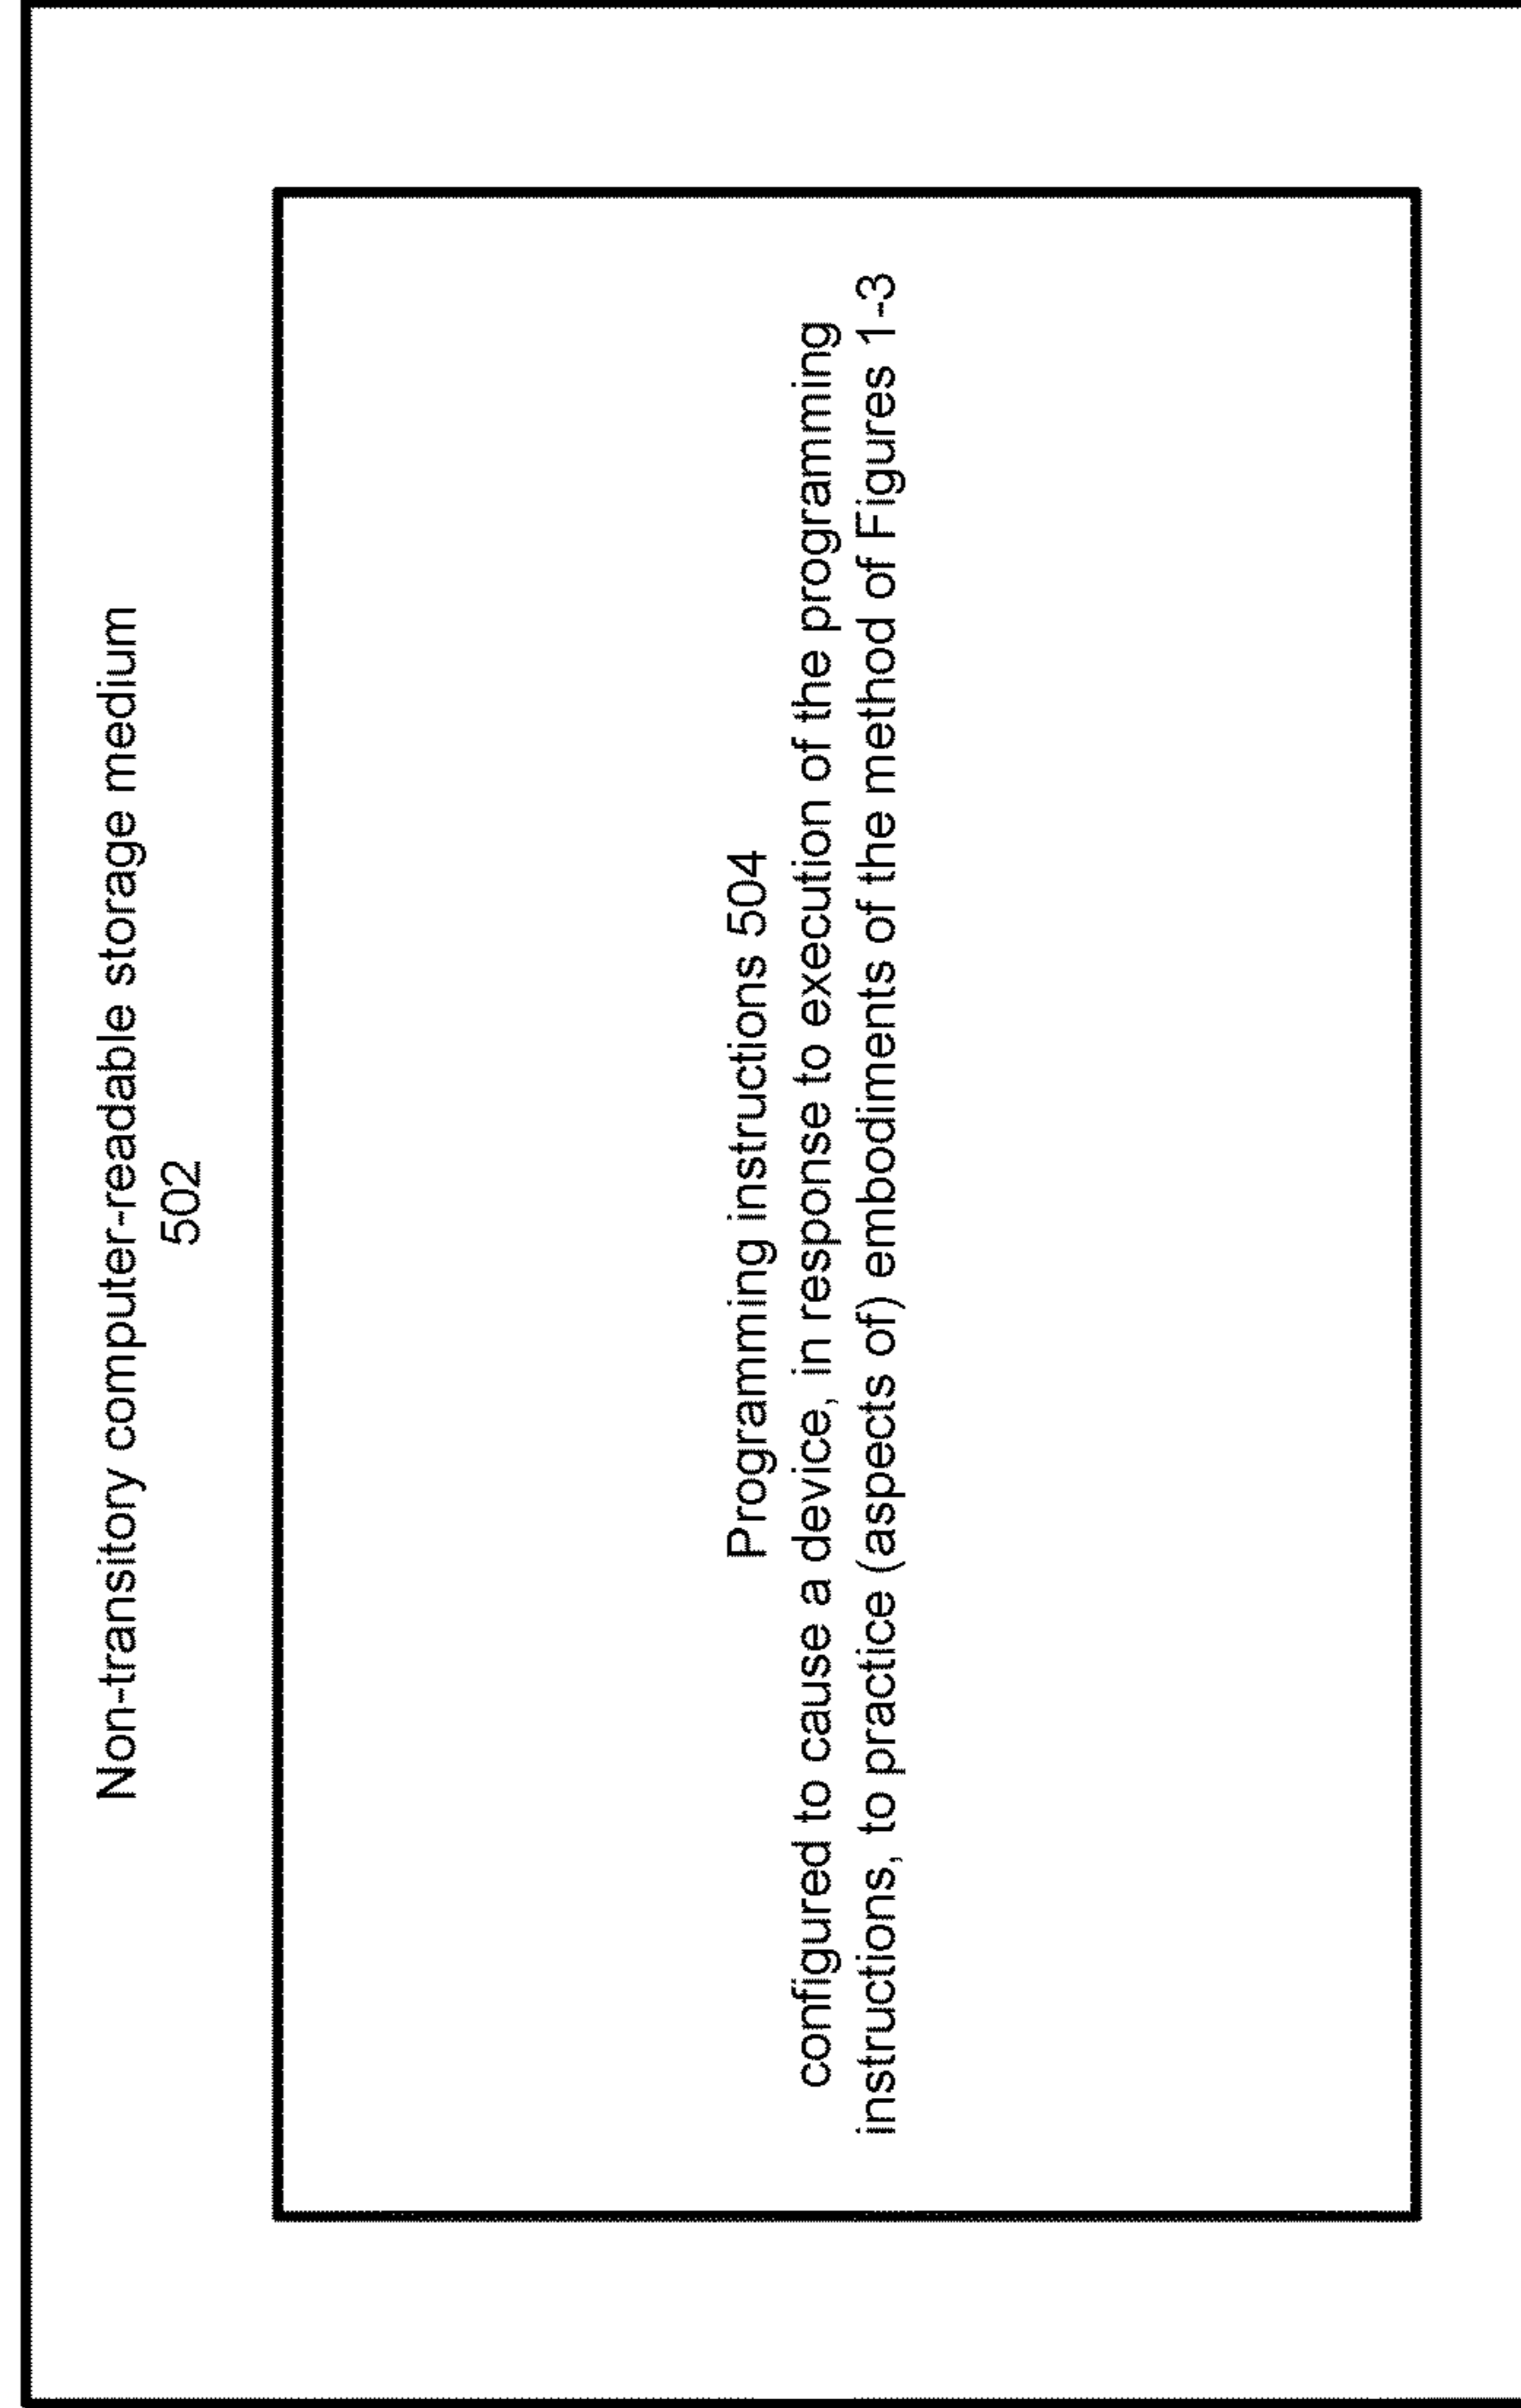 Non-transitory computer-readable storage medium
502
Programming instructions 504
configured to cause a device, in response to execution of the programming
instructions, to practice (aspects of) embodiments of the method of Figures 1-3